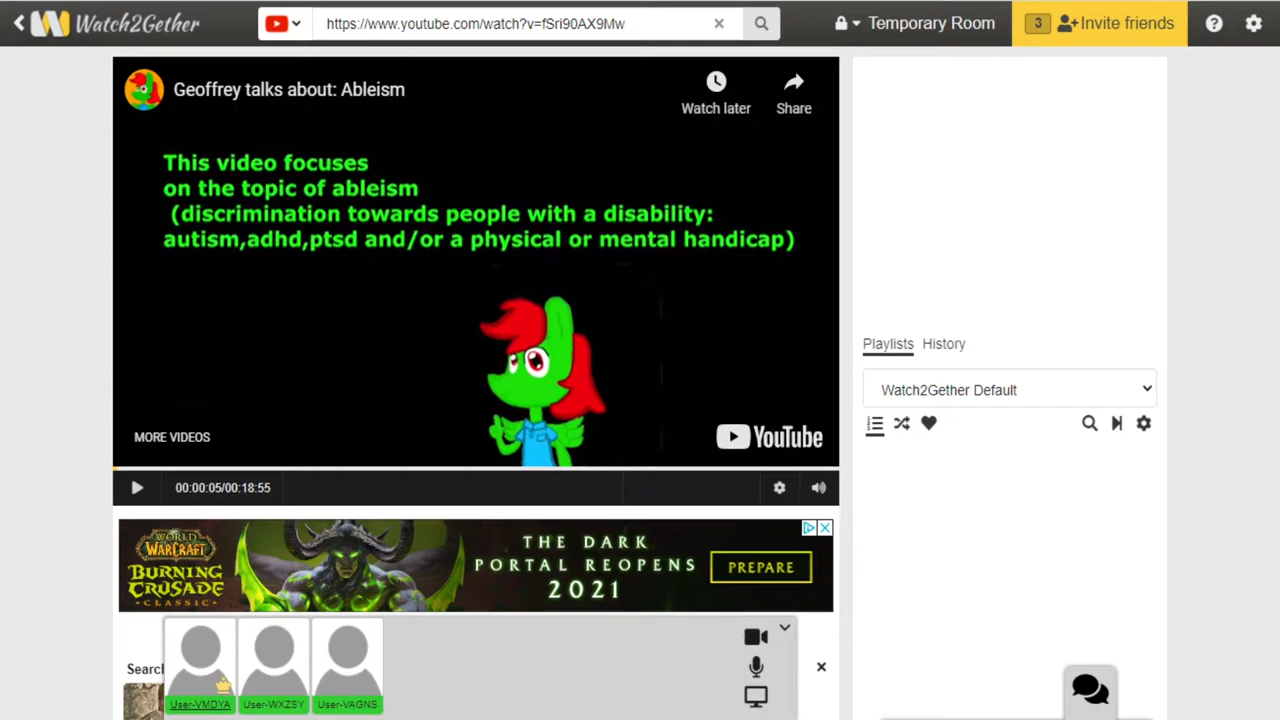 Watch2Gether
https://www.youtube.com/watch?v=fSri90AX9Mw
Temporary Room
3
Invite friends
Geoffrey talks about: Ableism
Watch later
Share
This video focuses
on the topic of ableism
(discrimination towards people with a disability:
autism,adhd,ptsd and/or a physical or mental handicap)
MORE VIDEOS
YouTube
00:00:05/00:18:55
Playlists
History
Watch2Gether Default
WORLD
WARCRAFT
BURNING
CRUSADE
CLASSIC
THE DARK
PORTAL REOPENS
2021
PREPARE
Searc
User-VMDYA
User-WXZSY
User-VAGNS